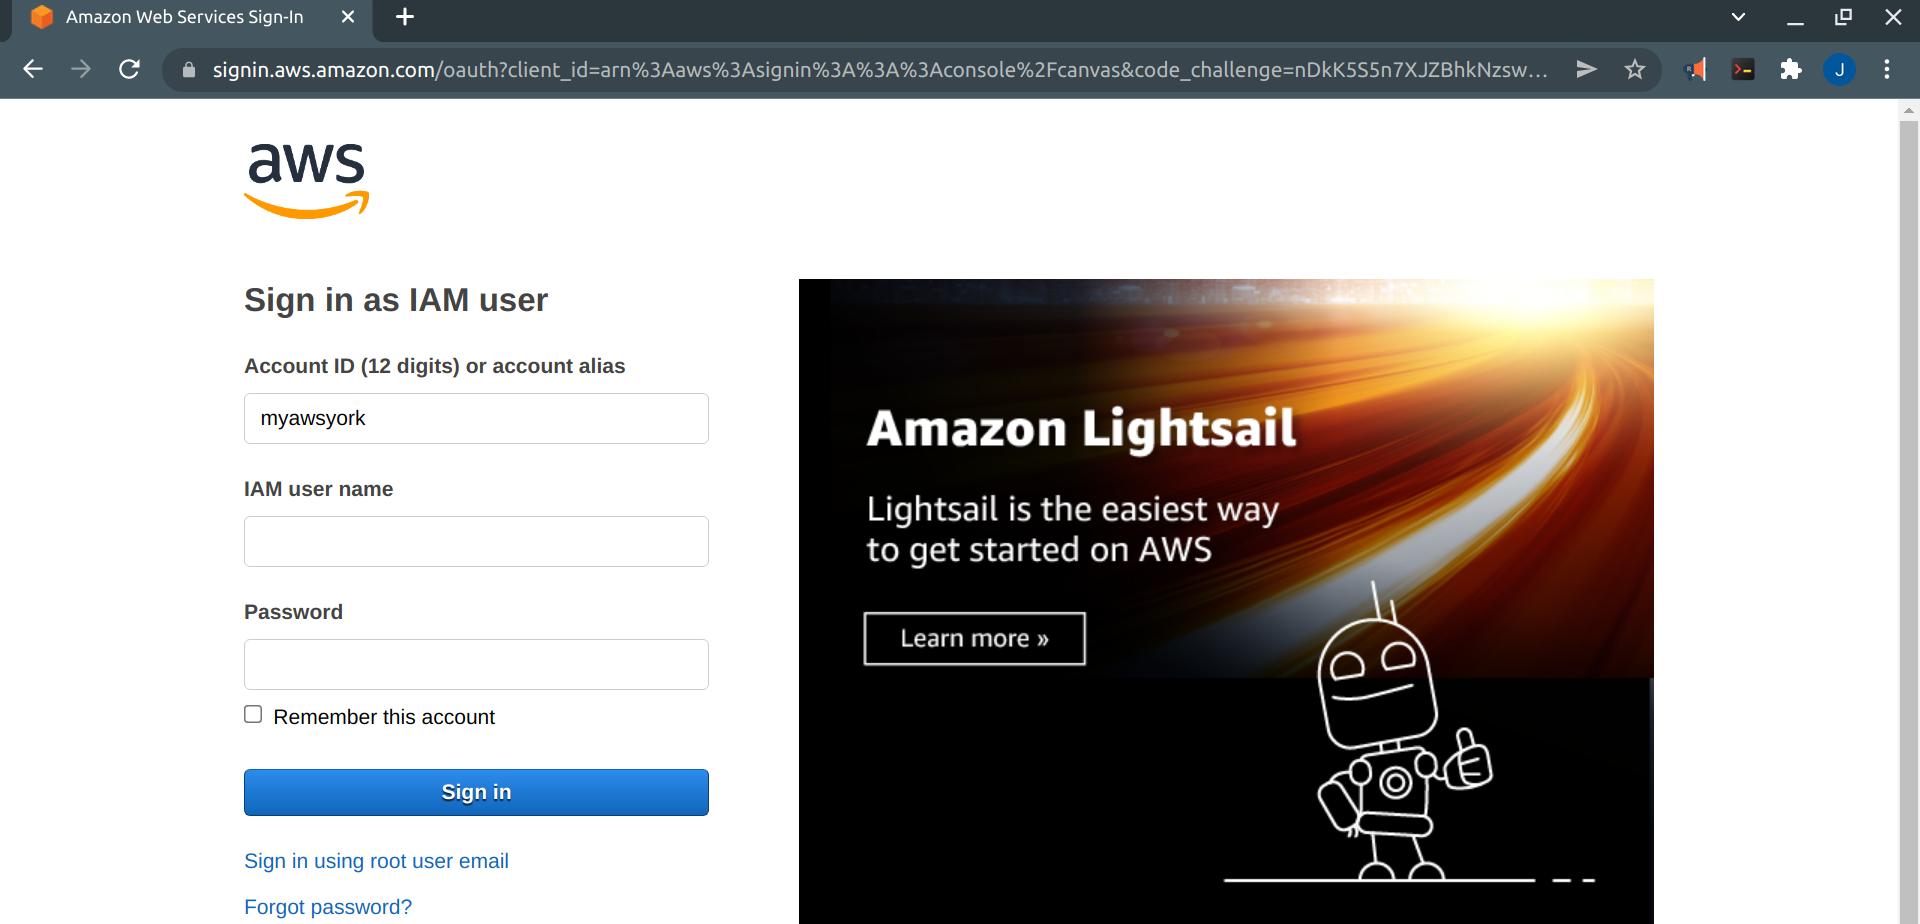 Amazon Web Services Sign-In
signin.aws.amazon.com/oauth?client_id=arn%3Aaws%3Asignin%3A%3A%3Aconsole%2Fcanvas&code_challenge=nDkK5S5n7XJZBhkNzsw...
J
aws
Sign in as IAM user
Account ID (12 digits) or account alias
myawsyork
IAM user name
Password
Remember this account
Sign in
Sign in using root user email
Forgot password?
Amazon Lightsail
Lightsail is the easiest way
to get started on AWS
Learn more »